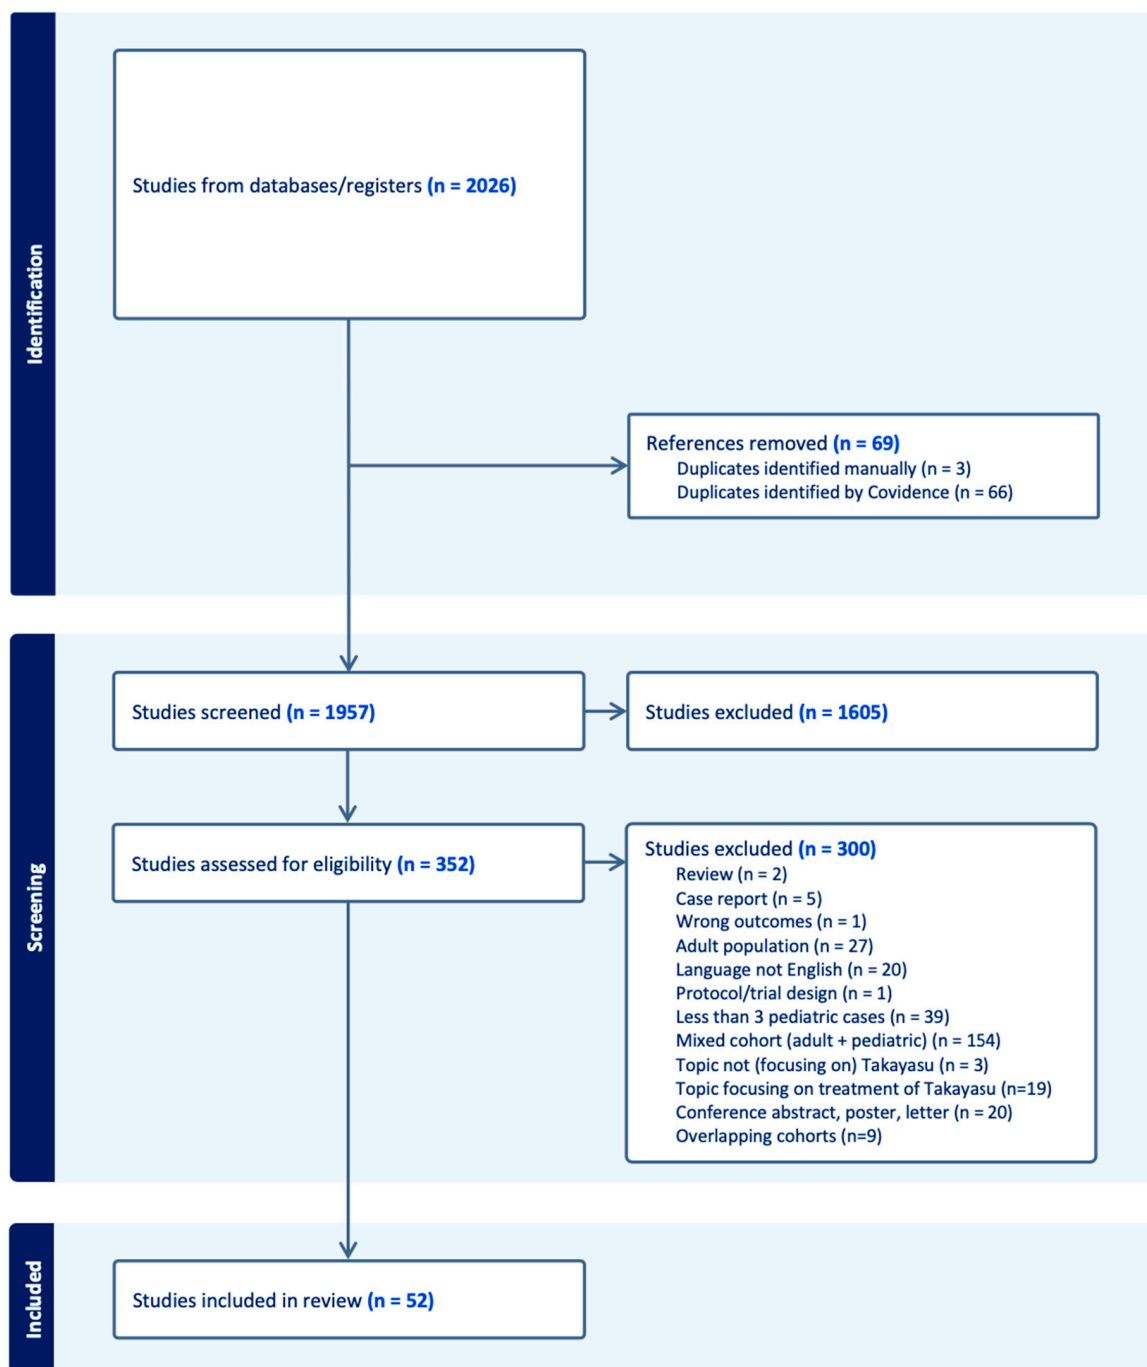 Identification
Studies from databases/registers (n = 2026)
References removed (n = 69)
Duplicates identified manually (n = 3)
Duplicates identified by Covidence (n = 66)
Screening
Studies screened (n = 1957)
Studies excluded (n = 1605)
Studies assessed for eligibility (n = 352)
Studies excluded (n = 300)
Review (n = 2)
Case report (n = 5)
Wrong outcomes (n = 1)
Adult population (n = 27)
Language not English (n = 20)
Protocol/trial design (n = 1)
Less than 3 pediatric cases (n = 39)
Mixed cohort (adult + pediatric) (n = 154)
Topic not (focusing on) Takayasu (n = 3)
Topic focusing on treatment of Takayasu (n=19)
Conference abstract, poster, letter (n = 20)
Overlapping cohorts (n=9)
Included
Studies included in review (n = 52)